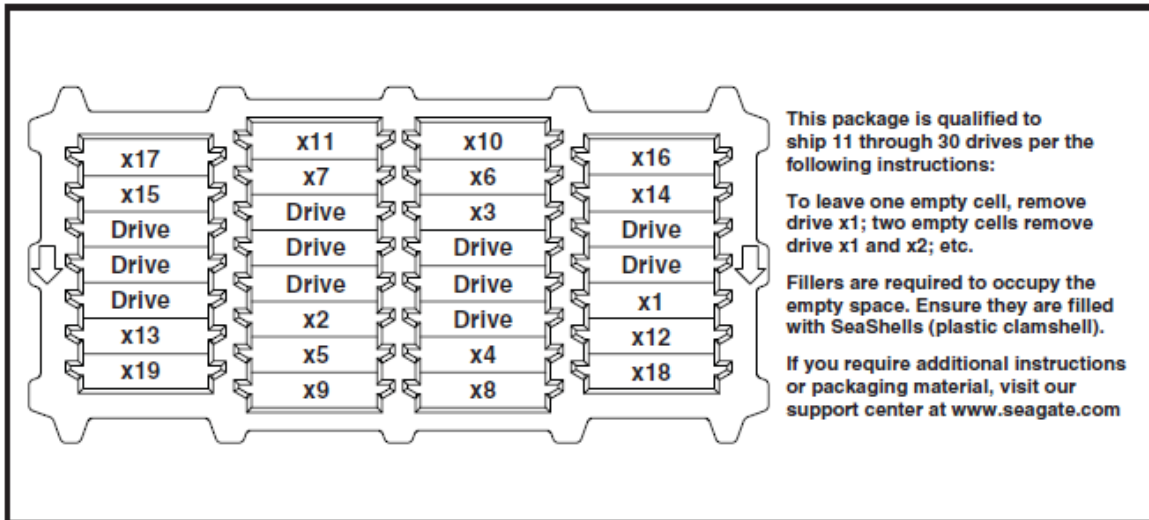 x17
x15
Drive
Drive
Drive
x13
x19
x11
x7
Drive
Drive
Drive
x2
x5
x9
x10
x6
x3
Drive
Drive
Drive
x4
x8
x16
x14
Drive
Drive
x1
x12
x18
This package is qualified to
ship 11 through 30 drives per the
following instructions:
To leave one empty cell, remove
drive x1; two empty cells remove
drive x1 and x2; etc.
Fillers are required to occupy the
empty space. Ensure they are filled
with SeaShells (plastic clamshell).
If you require additional instructions
or packaging material, visit our
support center at www.seagate.com